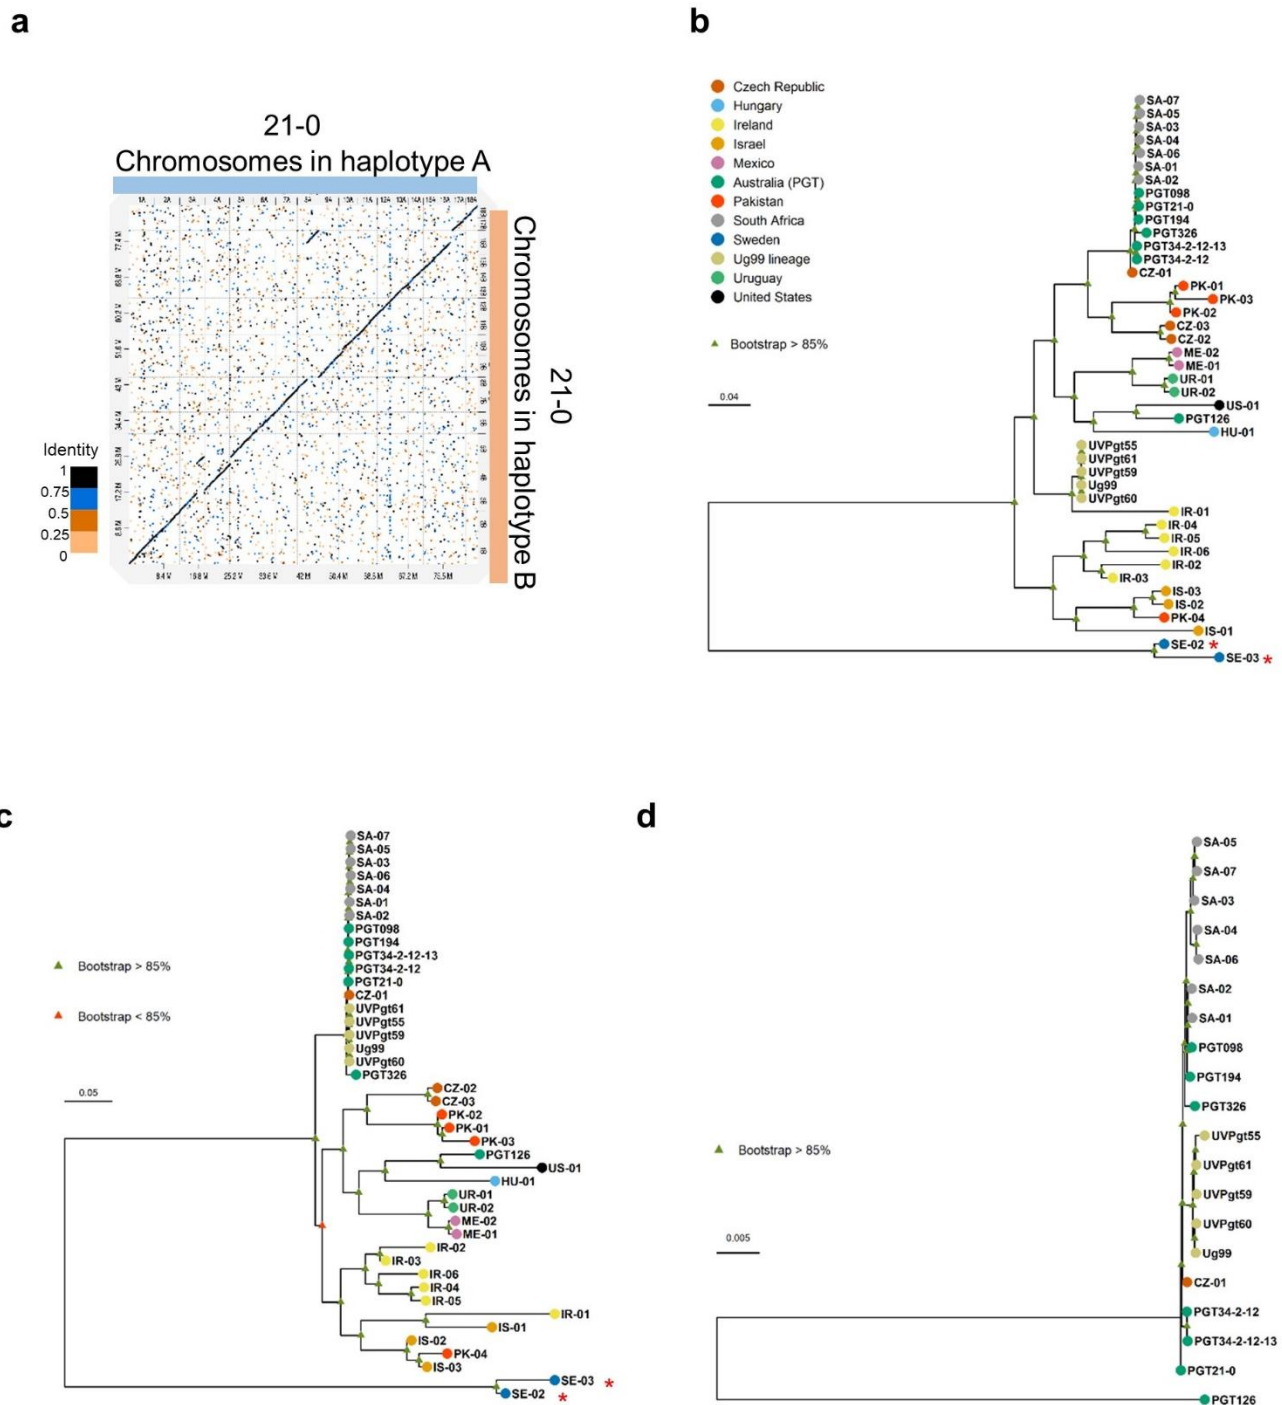 a
21-0
Chromosomes in haplotype A
Chromosomes in haplotype B
21-0
Identity
1
0.75
0.5
0.25
0
b
Czech Republic
Hungary
Ireland
Israel
Mexico
Australia (PGT)
Pakistan
South Africa
Sweden
Ug99 lineage
Uruguay
United States
Bootstrap > 85%
0.04
SA-07
SA-05
SA-03
SA-04
SA-06
SA-01
SA-02
PGT098
PGT21-0
PGT194
PGT326
PGT34-2-12-13
PGT34-2-12
CZ-01
PK-01
PK-03
PK-02
CZ-03
CZ-02
ME-02
ME-01
UR-01
UR-02
US-01
PGT126
HU-01
UVPgt55
UVPgt61
UVPgt59
Ug99
UVPgt60
IR-01
IR-04
IR-05
IR-06
IR-02
IR-03
IS-03
IS-02
PK-04
IS-01
SE-02 *
SE-03 *
c
Bootstrap > 85%
Bootstrap < 85%
0.05
SA-07
SA-05
SA-03
SA-06
SA-04
SA-01
SA-02
PGT098
PGT194
PGT34-2-12-13
PGT34-2-12
PGT21-0
CZ-01
UVPgt61
UVPgt55
UVPgt59
Ug99
UVPgt60
PGT326
CZ-02
CZ-03
PK-02
PK-01
PK-03
PGT126
US-01
HU-01
UR-01
UR-02
ME-02
ME-01
IR-02
IR-03
IR-06
IR-04
IR-05
IR-01
IS-01
IS-02
PK-04
IS-03
SE-03 *
SE-02 *
d
Bootstrap > 85%
0.005
SA-05
SA-07
SA-03
SA-04
SA-06
SA-02
SA-01
PGT098
PGT194
PGT326
UVPgt55
UVPgt61
UVPgt59
UVPgt60
Ug99
CZ-01
PGT34-2-12
PGT34-2-12-13
PGT21-0
PGT126